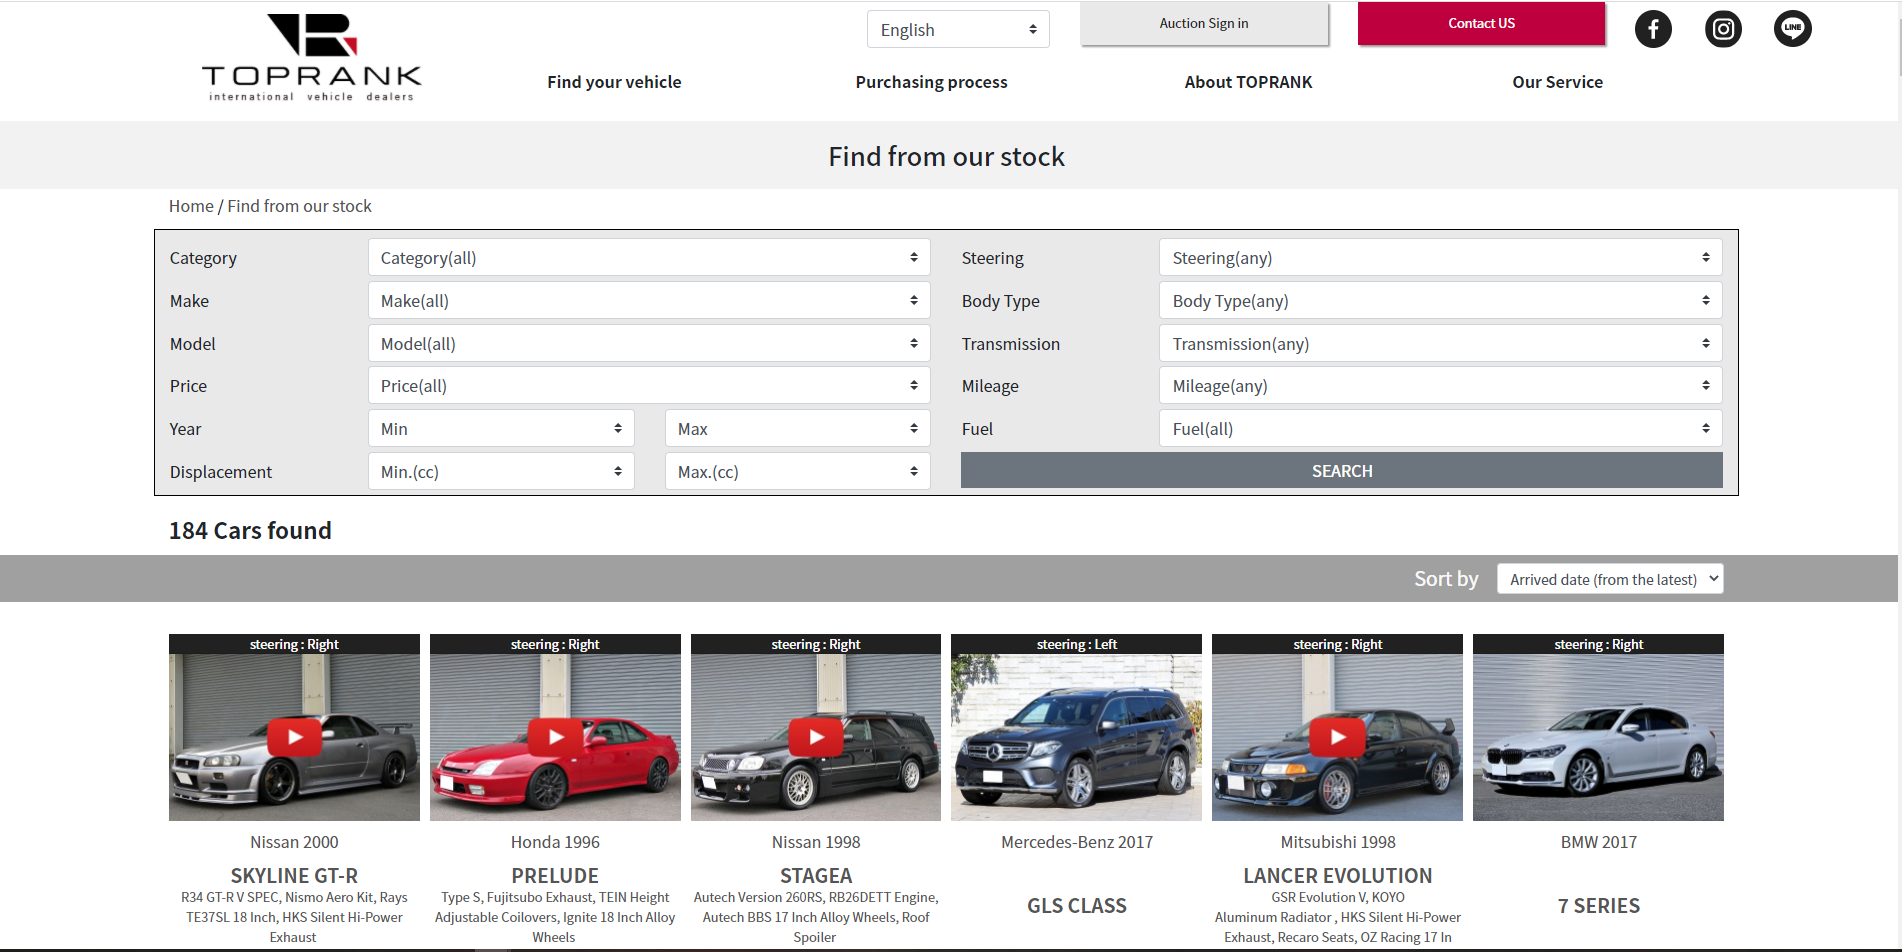 English
Auction Sign in
Contact US
LINE
TOPRANK
international vehicle dealers
Find your vehicle
Purchasing process
About TOPRANK
Our Service
Find from our stock
Home / Find from our stock
Category
Category(all)
Steering
Steering(any)
Make
Make(all)
Body Type
Body Type(any)
Model
Model(all)
Transmission
Transmission(any)
Price
Price(all)
Mileage
Mileage(any)
Year
Min
Max
Fuel
Fuel(all)
Displacement
Min.(cc)
Max.(cc)
SEARCH
184 Cars found
Sort by
Arrived date (from the latest)
steering : Right
Nissan 2000
SKYLINE GT-R
R34 GT-R V SPEC, Nismo Aero Kit, Rays
TE37SL 18 Inch, HKS Silent Hi-Power
Exhaust
steering : Right
Honda 1996
PRELUDE
Type S, Fujitsubo Exhaust, TEIN Height
Adjustable Coilovers, Ignite 18 Inch Alloy
Wheels
steering : Right
Nissan 1998
STAGEA
Autech Version 260RS, RB26DETT Engine,
Autech BBS 17 Inch Alloy Wheels, Roof
Spoiler
steering : Left
Mercedes-Benz 2017
GLS CLASS
steering : Right
Mitsubishi 1998
LANCER EVOLUTION
GSR Evolution V, KOYO
Aluminum Radiator , HKS Silent Hi-Power
Exhaust, Recaro Seats, OZ Racing 17 In
steering : Right
BMW 2017
7 SERIES